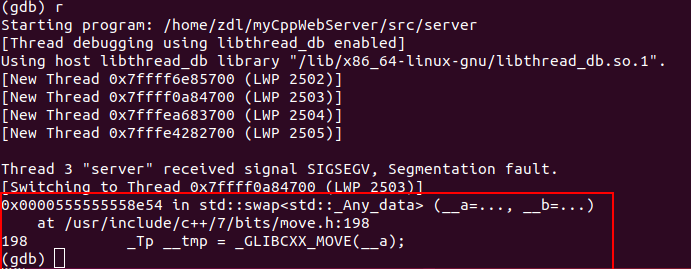 (gdb) r
Starting program: /home/zdl/myCppWebServer/src/server
[Thread debugging using libthread_db enabled]
Using host libthread_db library "/lib/x86_64-linux-gnu/libthread_db.so.1".
[New Thread 0x7ffff6e85700 (LWP 2502)]
[New Thread 0x7ffff0a84700 (LWP 2503)]
[New Thread 0x7fffea683700 (LWP 2504)]
[New Thread 0x7fffe4282700 (LWP 2505)]
Thread 3 "server" received signal SIGSEGV, Segmentation fault.
[Switching to Thread 0x7ffff0a84700 (LWP 2503)]
0x0000555555558e54 in std::swap<std::_Any_data> (__a=..., __b=...)
at /usr/include/c++/7/bits/move.h:198
198 _Tp __tmp = _GLIBCXX_MOVE(__a);
(gdb)